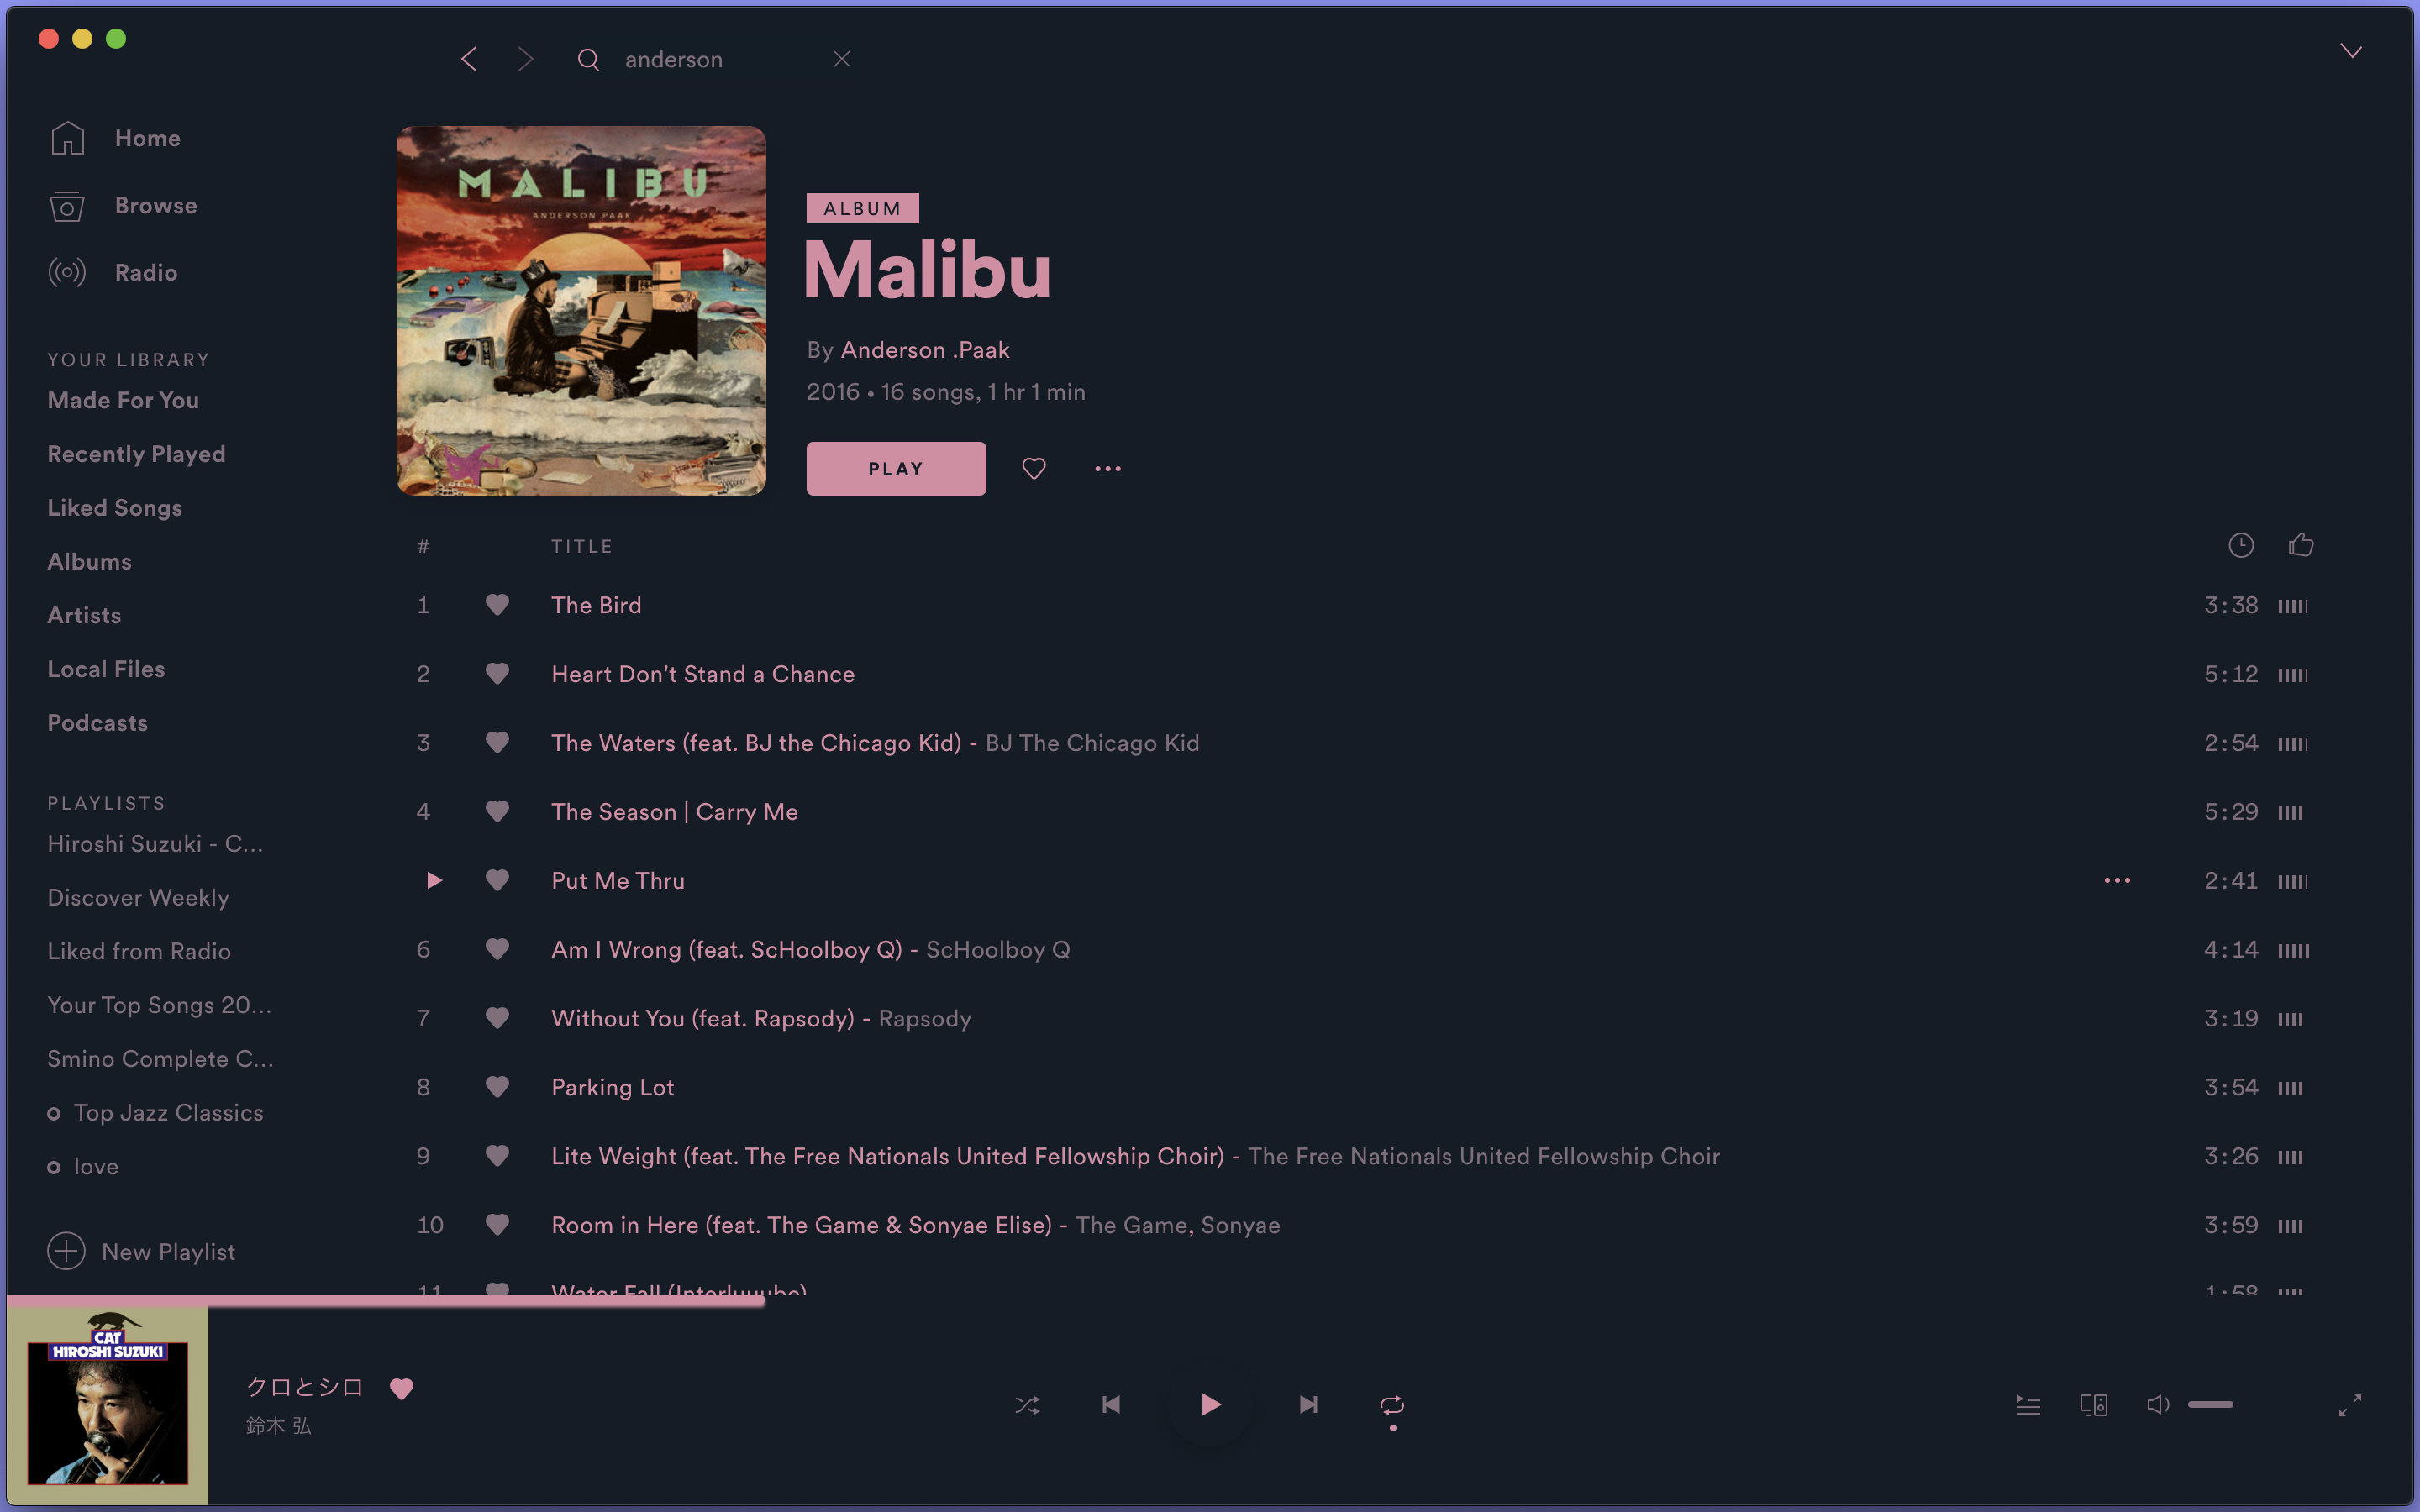 anderson
Home
Browse
Radio
YOUR LIBRARY
Made For You
Recently Played
Liked Songs
Albums
Artists
Local Files
Podcasts
PLAYLISTS
Hiroshi Suzuki - C...
Discover Weekly
Liked from Radio
Your Top Songs 20...
Smino Complete C...
Top Jazz Classics
love
New Playlist
MALIBU
ANDERSON PAAK
ALBUM
Malibu
By Anderson .Paak
2016 • 16 songs, 1 hr 1 min
PLAY
# TITLE
1 The Bird 3:38
2 Heart Don't Stand a Chance 5:12
3 The Waters (feat. BJ the Chicago Kid) - BJ The Chicago Kid 2:54
4 The Season | Carry Me 5:29
Put Me Thru 2:41
6 Am I Wrong (feat. ScHoolboy Q) - ScHoolboy Q 4:14
7 Without You (feat. Rapsody) - Rapsody 3:19
8 Parking Lot 3:54
9 Lite Weight (feat. The Free Nationals United Fellowship Choir) - The Free Nationals United Fellowship Choir 3:26
10 Room in Here (feat. The Game & Sonyae Elise) - The Game, Sonyae 3:59
11 Water Fall (Interluuube) 1:58
CAT
HIROSHI SUZUKI
クロとシロ
鈴木 弘